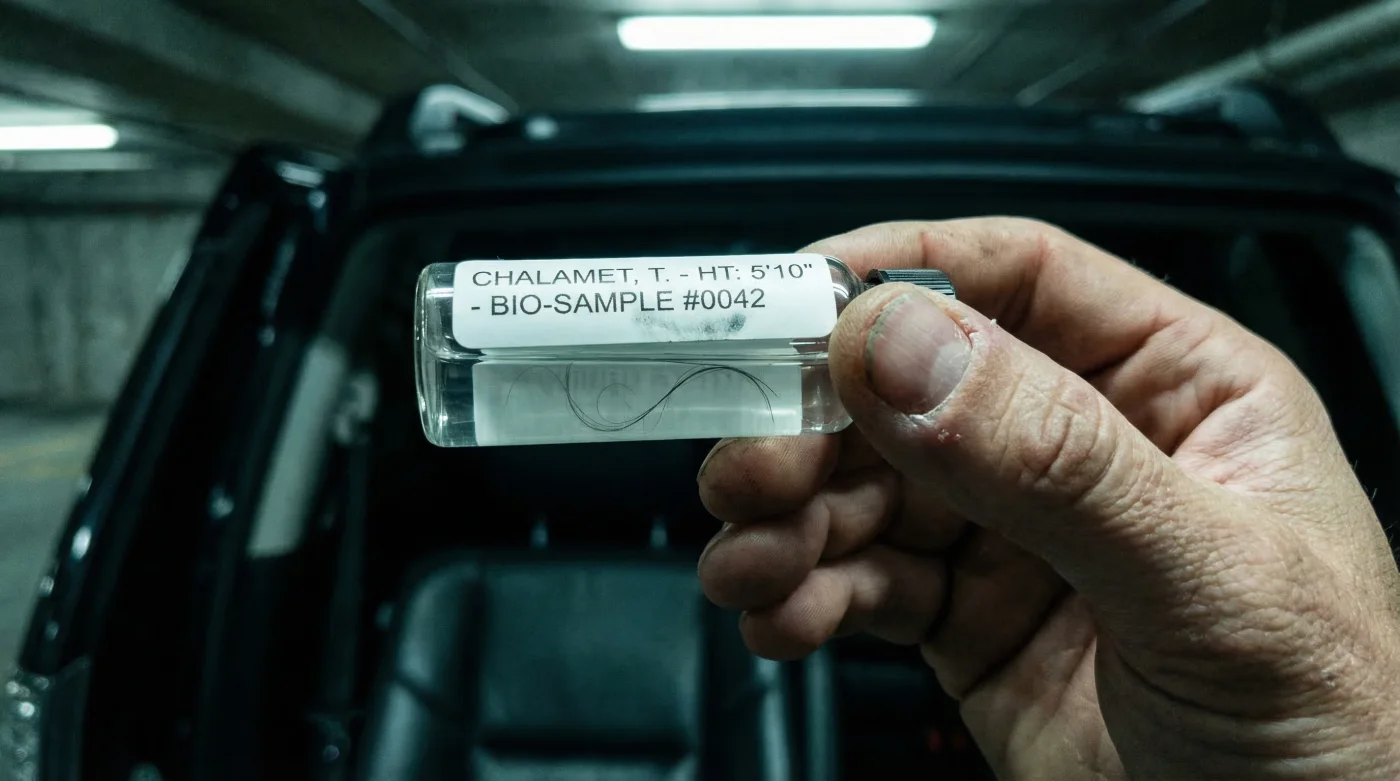 CHALAMET, T. - HT: 5'10"
- BIO-SAMPLE #0042